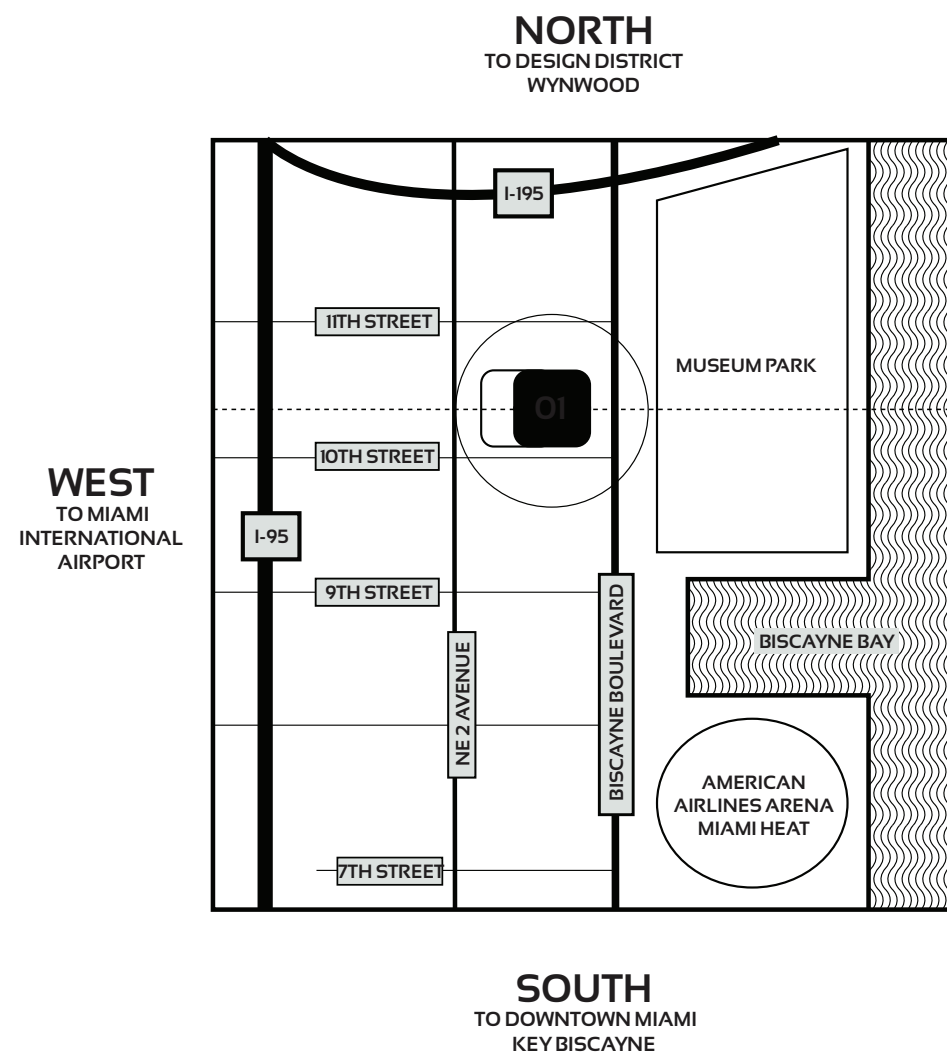 NORTH
TO DESIGN DISTRICT
WYNWOOD
I-195
11TH STREET
MUSEUM PARK
01
10TH STREET
WEST
TO MIAMI
INTERNATIONAL
AIRPORT
I-95
9TH STREET
BISCAYNE BOULEVARD
BISCAYNE BAY
NE 2 AVENUE
AMERICAN
AIRLINES ARENA
MIAMI HEAT
7TH STREET
SOUTH
TO DOWNTOWN MIAMI
KEY BISCAYNE